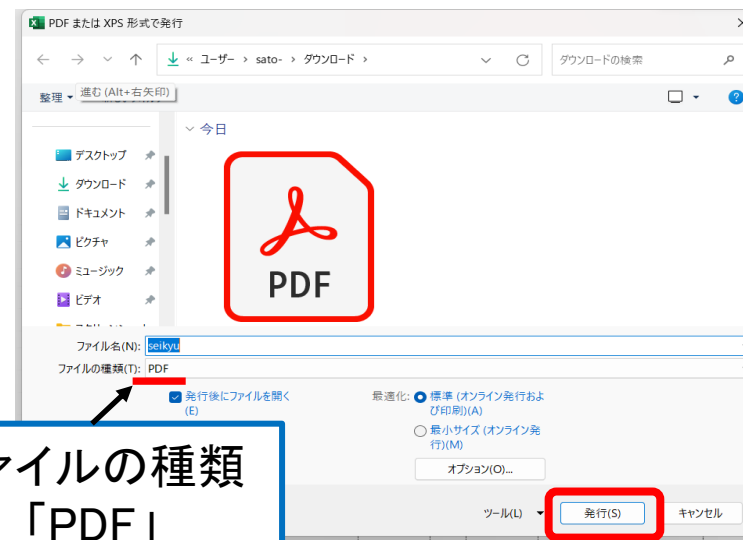 PDF または XPS 形式で発行
« ユーザー › sato- › ダウンロード ›
ダウンロードの検索
整理
進む (Alt+右矢印)
今日
デスクトップ
ダウンロード
ドキュメント
ピクチャ
ミュージック
ビデオ
PDF
ファイル名(N): seikyu
ファイルの種類(T): PDF
発行後にファイルを開く
(E)
最適化:
標準 (オンライン発行およ
び印刷)(A)
最小サイズ (オンライン発
行)(M)
オプション(O)...
ァイルの種類
「PDF」
ツール(L)
発行(S)
キャンセル